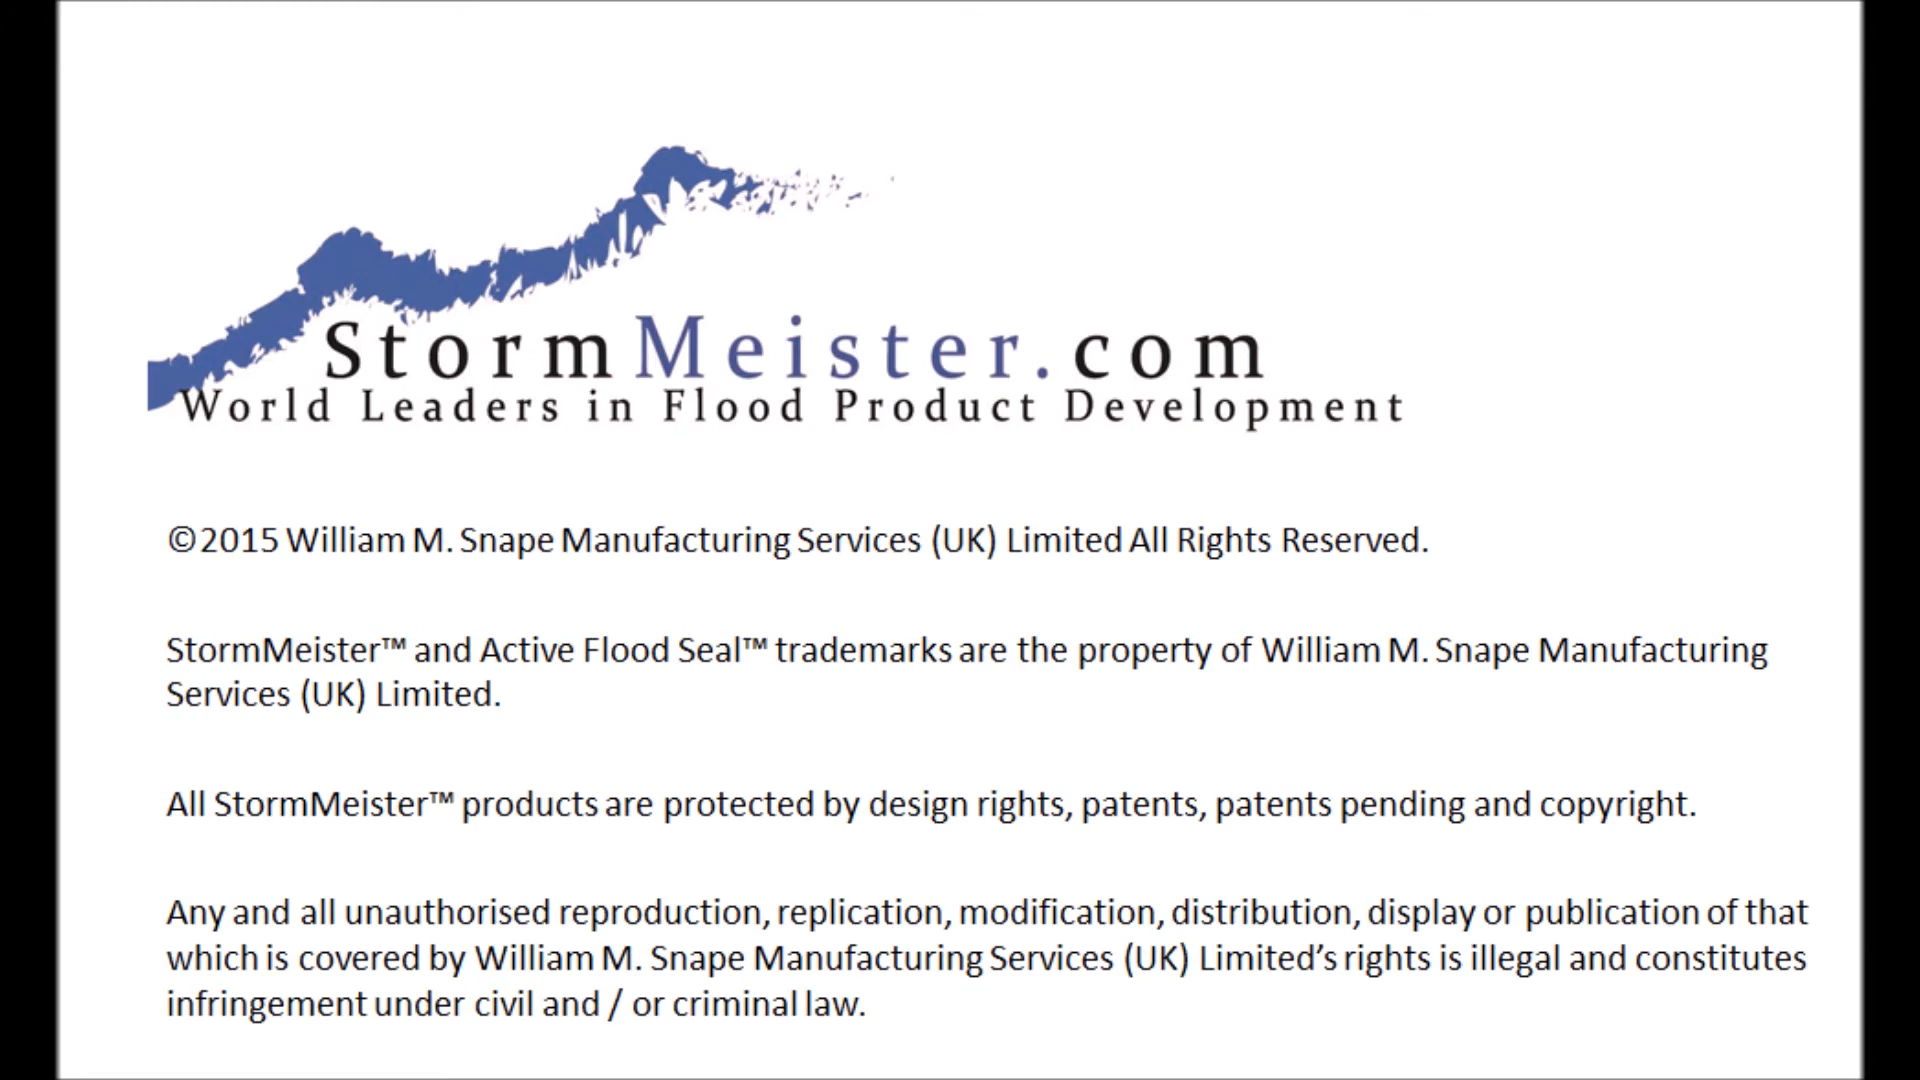 StormMeister.com
World Leaders in Flood Product Development
©2015 William M. Snape Manufacturing Services (UK) Limited All Rights Reserved.
StormMeister™ and Active Flood Seal™ trademarks are the property of William M. Snape Manufacturing
Services (UK) Limited.
All StormMeister™ products are protected by design rights, patents, patents pending and copyright.
Any and all unauthorised reproduction, replication, modification, distribution, display or publication of that
which is covered by William M. Snape Manufacturing Services (UK) Limited’s rights is illegal and constitutes
infringement under civil and / or criminal law.